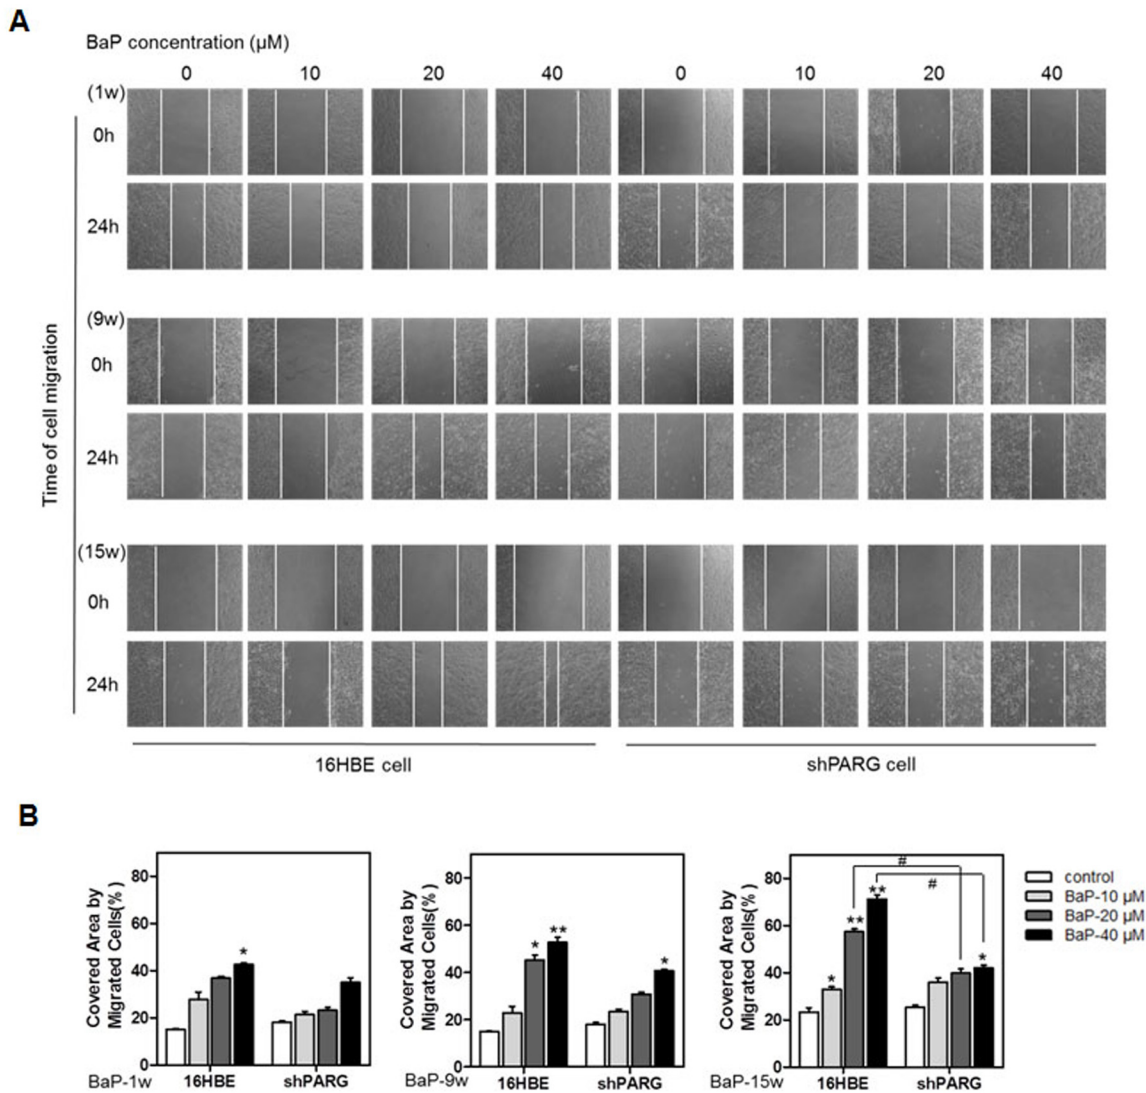 A
BaP concentration (μM)
0 10 20 40 0 10 20 40
(1w)
0h
24h
(9w)
0h
24h
(15w)
0h
24h
Time of cell migration
16HBE cell shPARG cell
B
Covered Area by
Migrated Cells(% )
80
60
40
20
0
*
BaP-1w 16HBE shPARG
Covered Area by
Migrated Cells(% )
80
60
40
20
0
* ** *
BaP-9w 16HBE shPARG
Covered Area by
Migrated Cells(% )
80
60
40
20
0
#
#
* ** ** *
BaP-15w 16HBE shPARG
control
BaP-10 μM
BaP-20 μM
BaP-40 μM